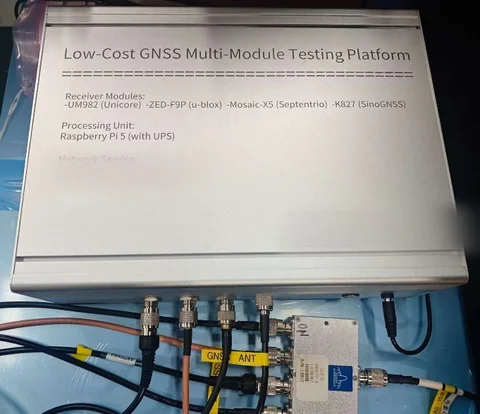 Low-Cost GNSS Multi-Module Testing Platform
=====================================
Receiver Modules:
-UM982 (Unicore) -ZED-F9P (u-blox) -Mosaic-X5 (Septentrio) -K827 (SinoGNSS)
Processing Unit:
Raspberry Pi 5 (with UPS)
Network Service:
ANT